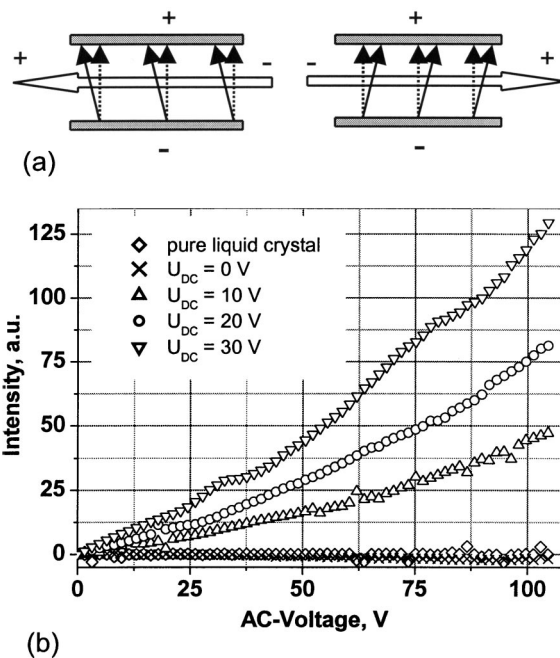 + +
+ - - +
- -
(a)
125
100
75
50
25
0
Intensity, a.u.
pure liquid crystal
U_DC = 0 V
U_DC = 10 V
U_DC = 20 V
U_DC = 30 V
0 25 50 75 100
AC-Voltage, V
(b)